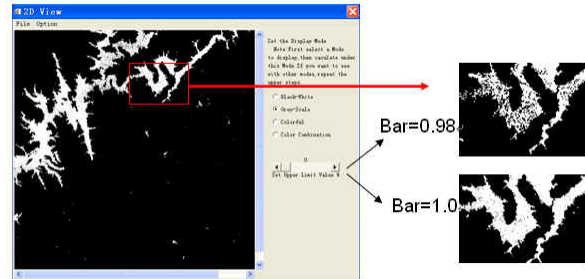 2D View
File Option
Set the Display Mode
Note:First select a Mode
to display,then caculate under
this Mode.If you want to see
with other modes,repeat the
upper steps.
Black-White
Gray-Scale
Colorful
Color Combination
0
Set Upper Limit Value %
Bar=0.98
Bar=1.0